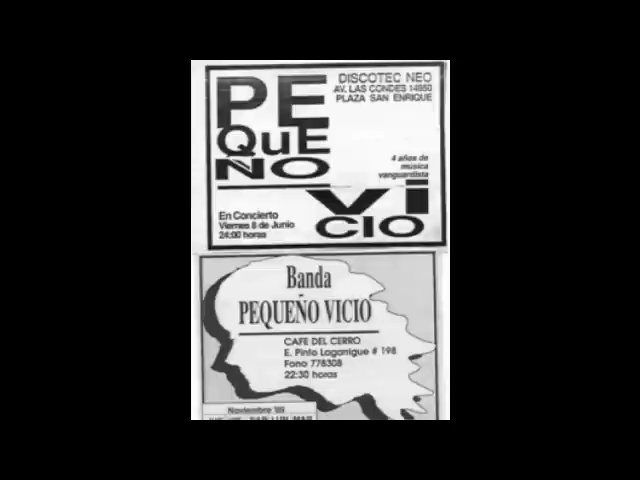 PE
QuE
ÑO
DISCOTEC NEO
AV. LAS CONDES 14950
PLAZA SAN ENRIQUE
4 años de
música
vanguardista
Vi
CIO
En Concierto
Viernes 8 de Junio
24:00 horas
Banda
PEQUEÑO VICIO
CAFE DEL CERRO
E. Pinto Lagarrigue # 198
Fono 778308
22:30 horas
Noviembre '89